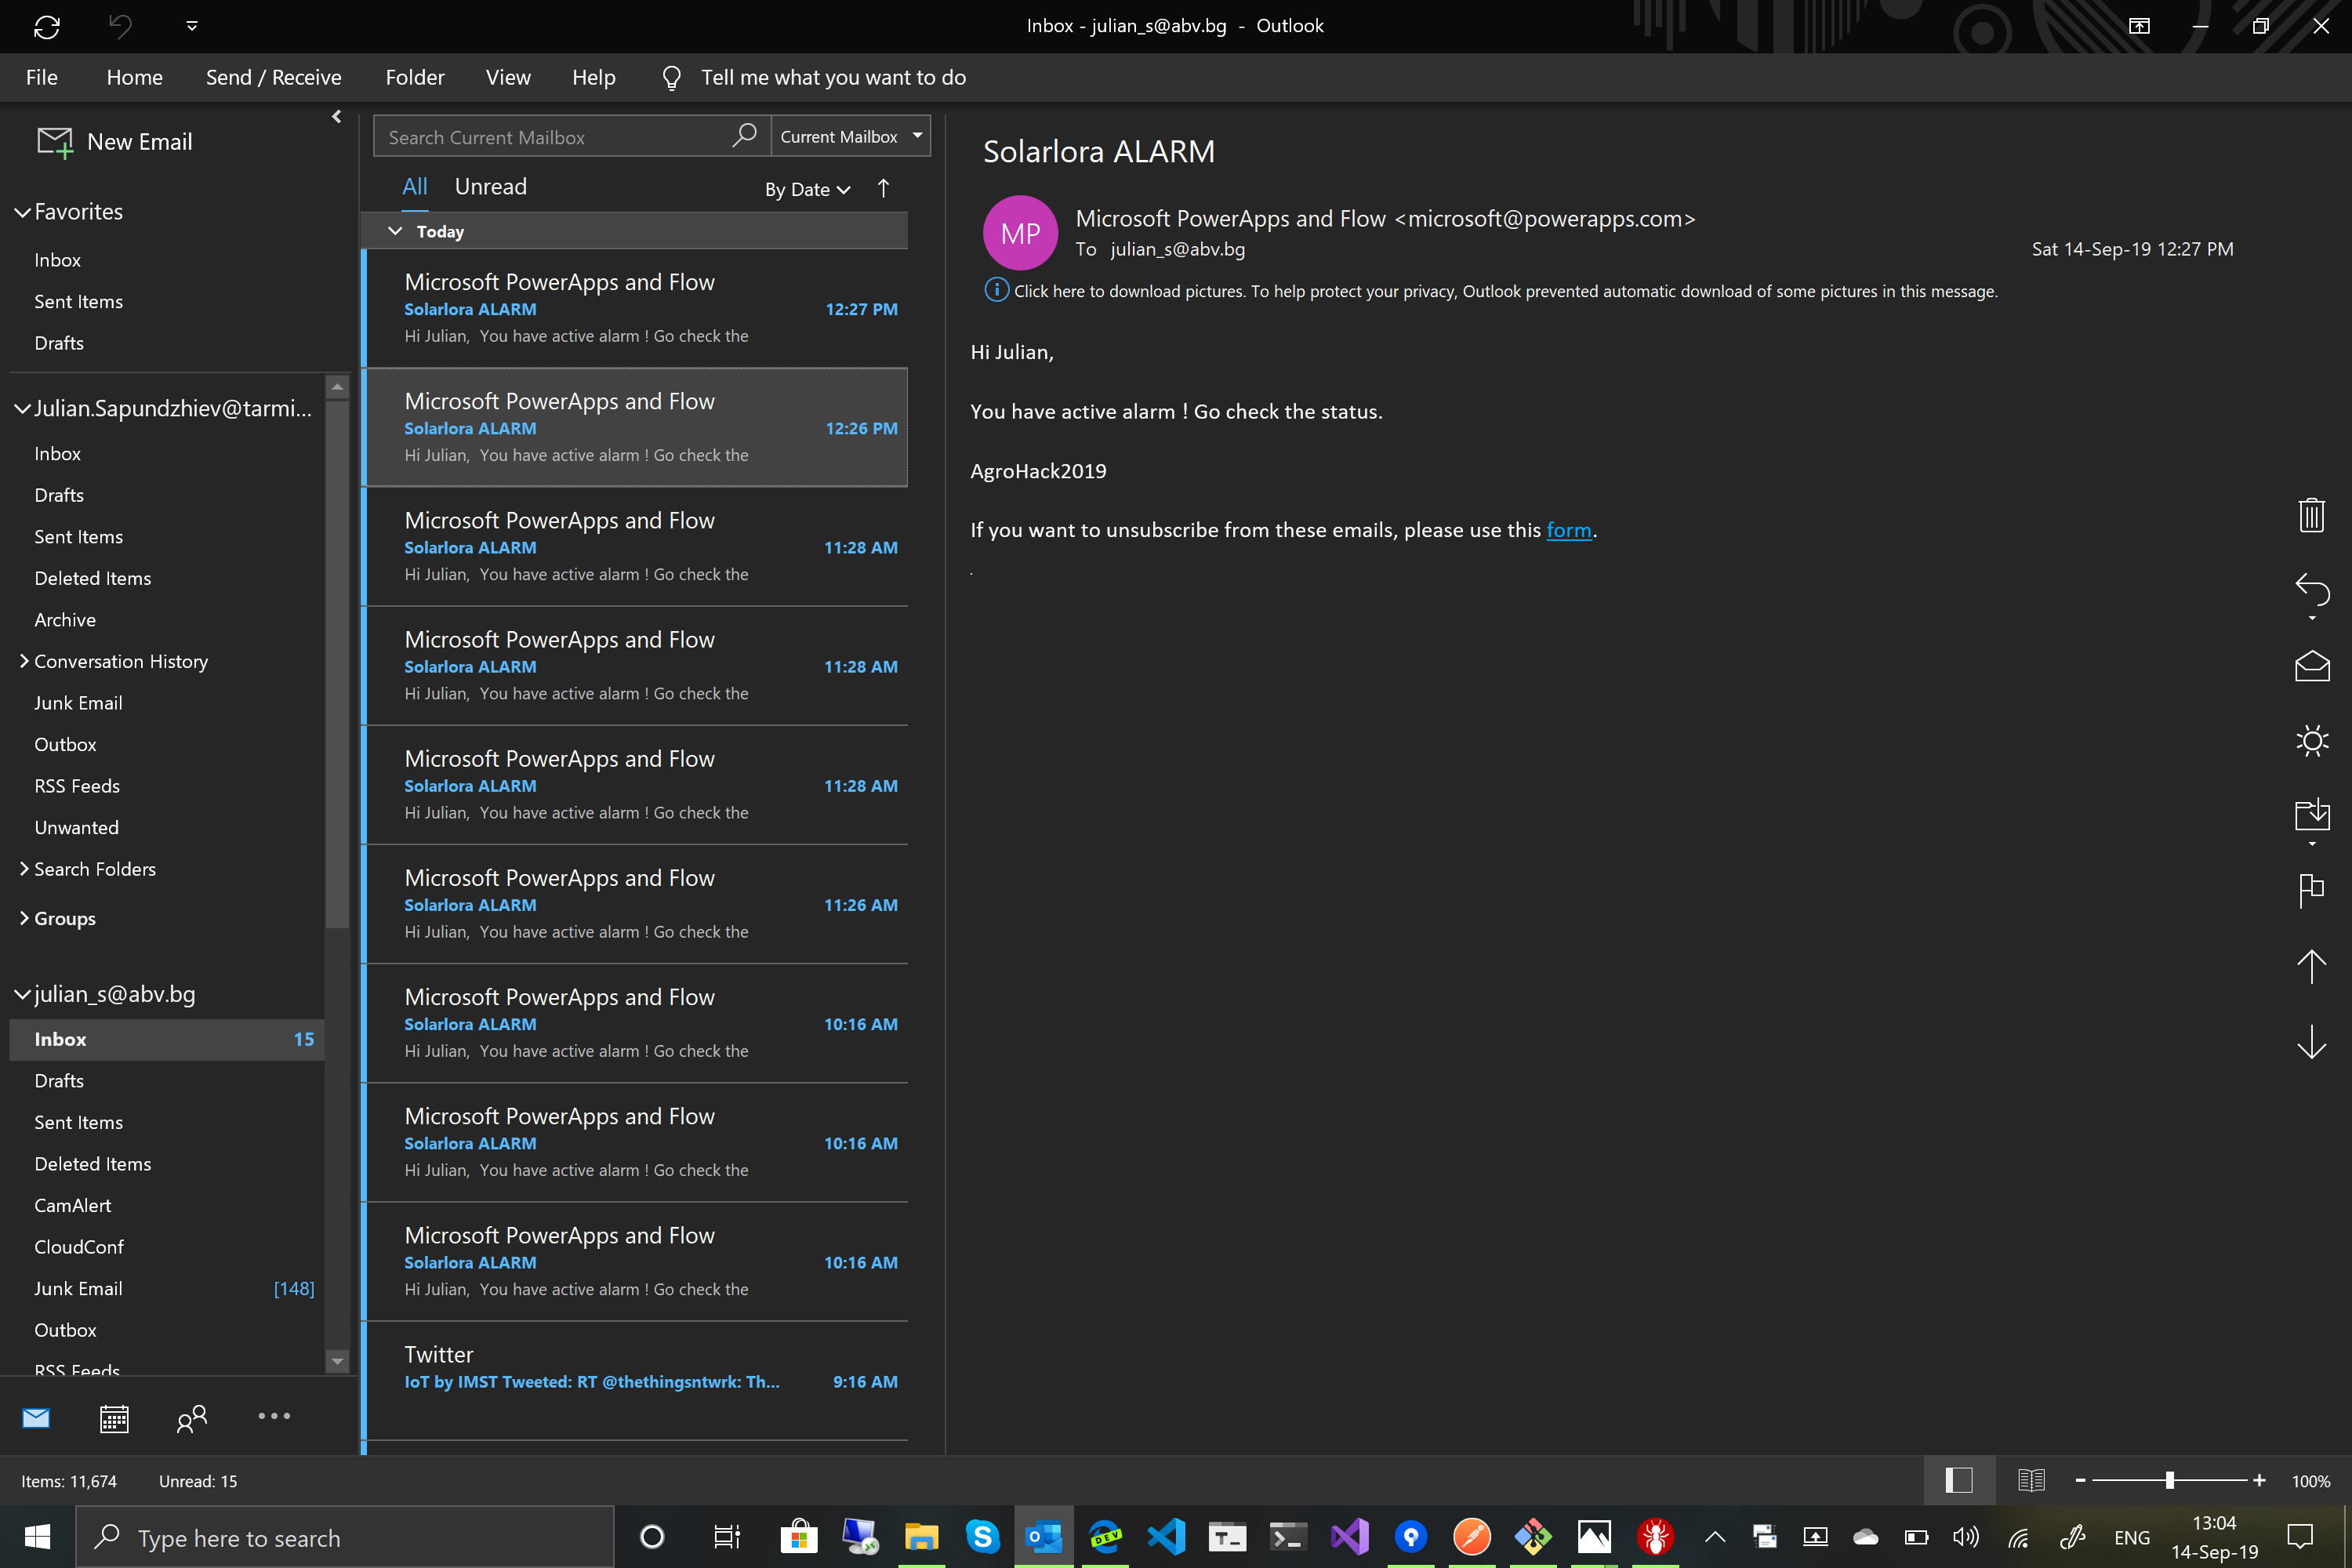 Inbox - julian_s@abv.bg - Outlook
File Home Send / Receive Folder View Help Tell me what you want to do
New Email
Favorites
Inbox
Sent Items
Drafts
Julian.Sapundzhiev@tarmi...
Inbox
Drafts
Sent Items
Deleted Items
Archive
Conversation History
Junk Email
Outbox
RSS Feeds
Unwanted
Search Folders
Groups
julian_s@abv.bg
Inbox 15
Drafts
Sent Items
Deleted Items
CamAlert
CloudConf
Junk Email [148]
Outbox
RSS Feeds
Search Current Mailbox Current Mailbox
All Unread By Date
Today
Microsoft PowerApps and Flow
Solarlora ALARM 12:27 PM
Hi Julian, You have active alarm ! Go check the
Microsoft PowerApps and Flow
Solarlora ALARM 12:26 PM
Hi Julian, You have active alarm ! Go check the
Microsoft PowerApps and Flow
Solarlora ALARM 11:28 AM
Hi Julian, You have active alarm ! Go check the
Microsoft PowerApps and Flow
Solarlora ALARM 11:28 AM
Hi Julian, You have active alarm ! Go check the
Microsoft PowerApps and Flow
Solarlora ALARM 11:28 AM
Hi Julian, You have active alarm ! Go check the
Microsoft PowerApps and Flow
Solarlora ALARM 11:26 AM
Hi Julian, You have active alarm ! Go check the
Microsoft PowerApps and Flow
Solarlora ALARM 10:16 AM
Hi Julian, You have active alarm ! Go check the
Microsoft PowerApps and Flow
Solarlora ALARM 10:16 AM
Hi Julian, You have active alarm ! Go check the
Microsoft PowerApps and Flow
Solarlora ALARM 10:16 AM
Hi Julian, You have active alarm ! Go check the
Twitter
IoT by IMST Tweeted: RT @thethingsntwrk: Th... 9:16 AM
Solarlora ALARM
MP
Microsoft PowerApps and Flow <microsoft@powerapps.com>
To julian_s@abv.bg
Sat 14-Sep-19 12:27 PM
Click here to download pictures. To help protect your privacy, Outlook prevented automatic download of some pictures in this message.
Hi Julian,
You have active alarm ! Go check the status.
AgroHack2019
If you want to unsubscribe from these emails, please use this form.
.
Items: 11,674 Unread: 15 100%
Type here to search
DEV
ENG
13:04
14-Sep-19